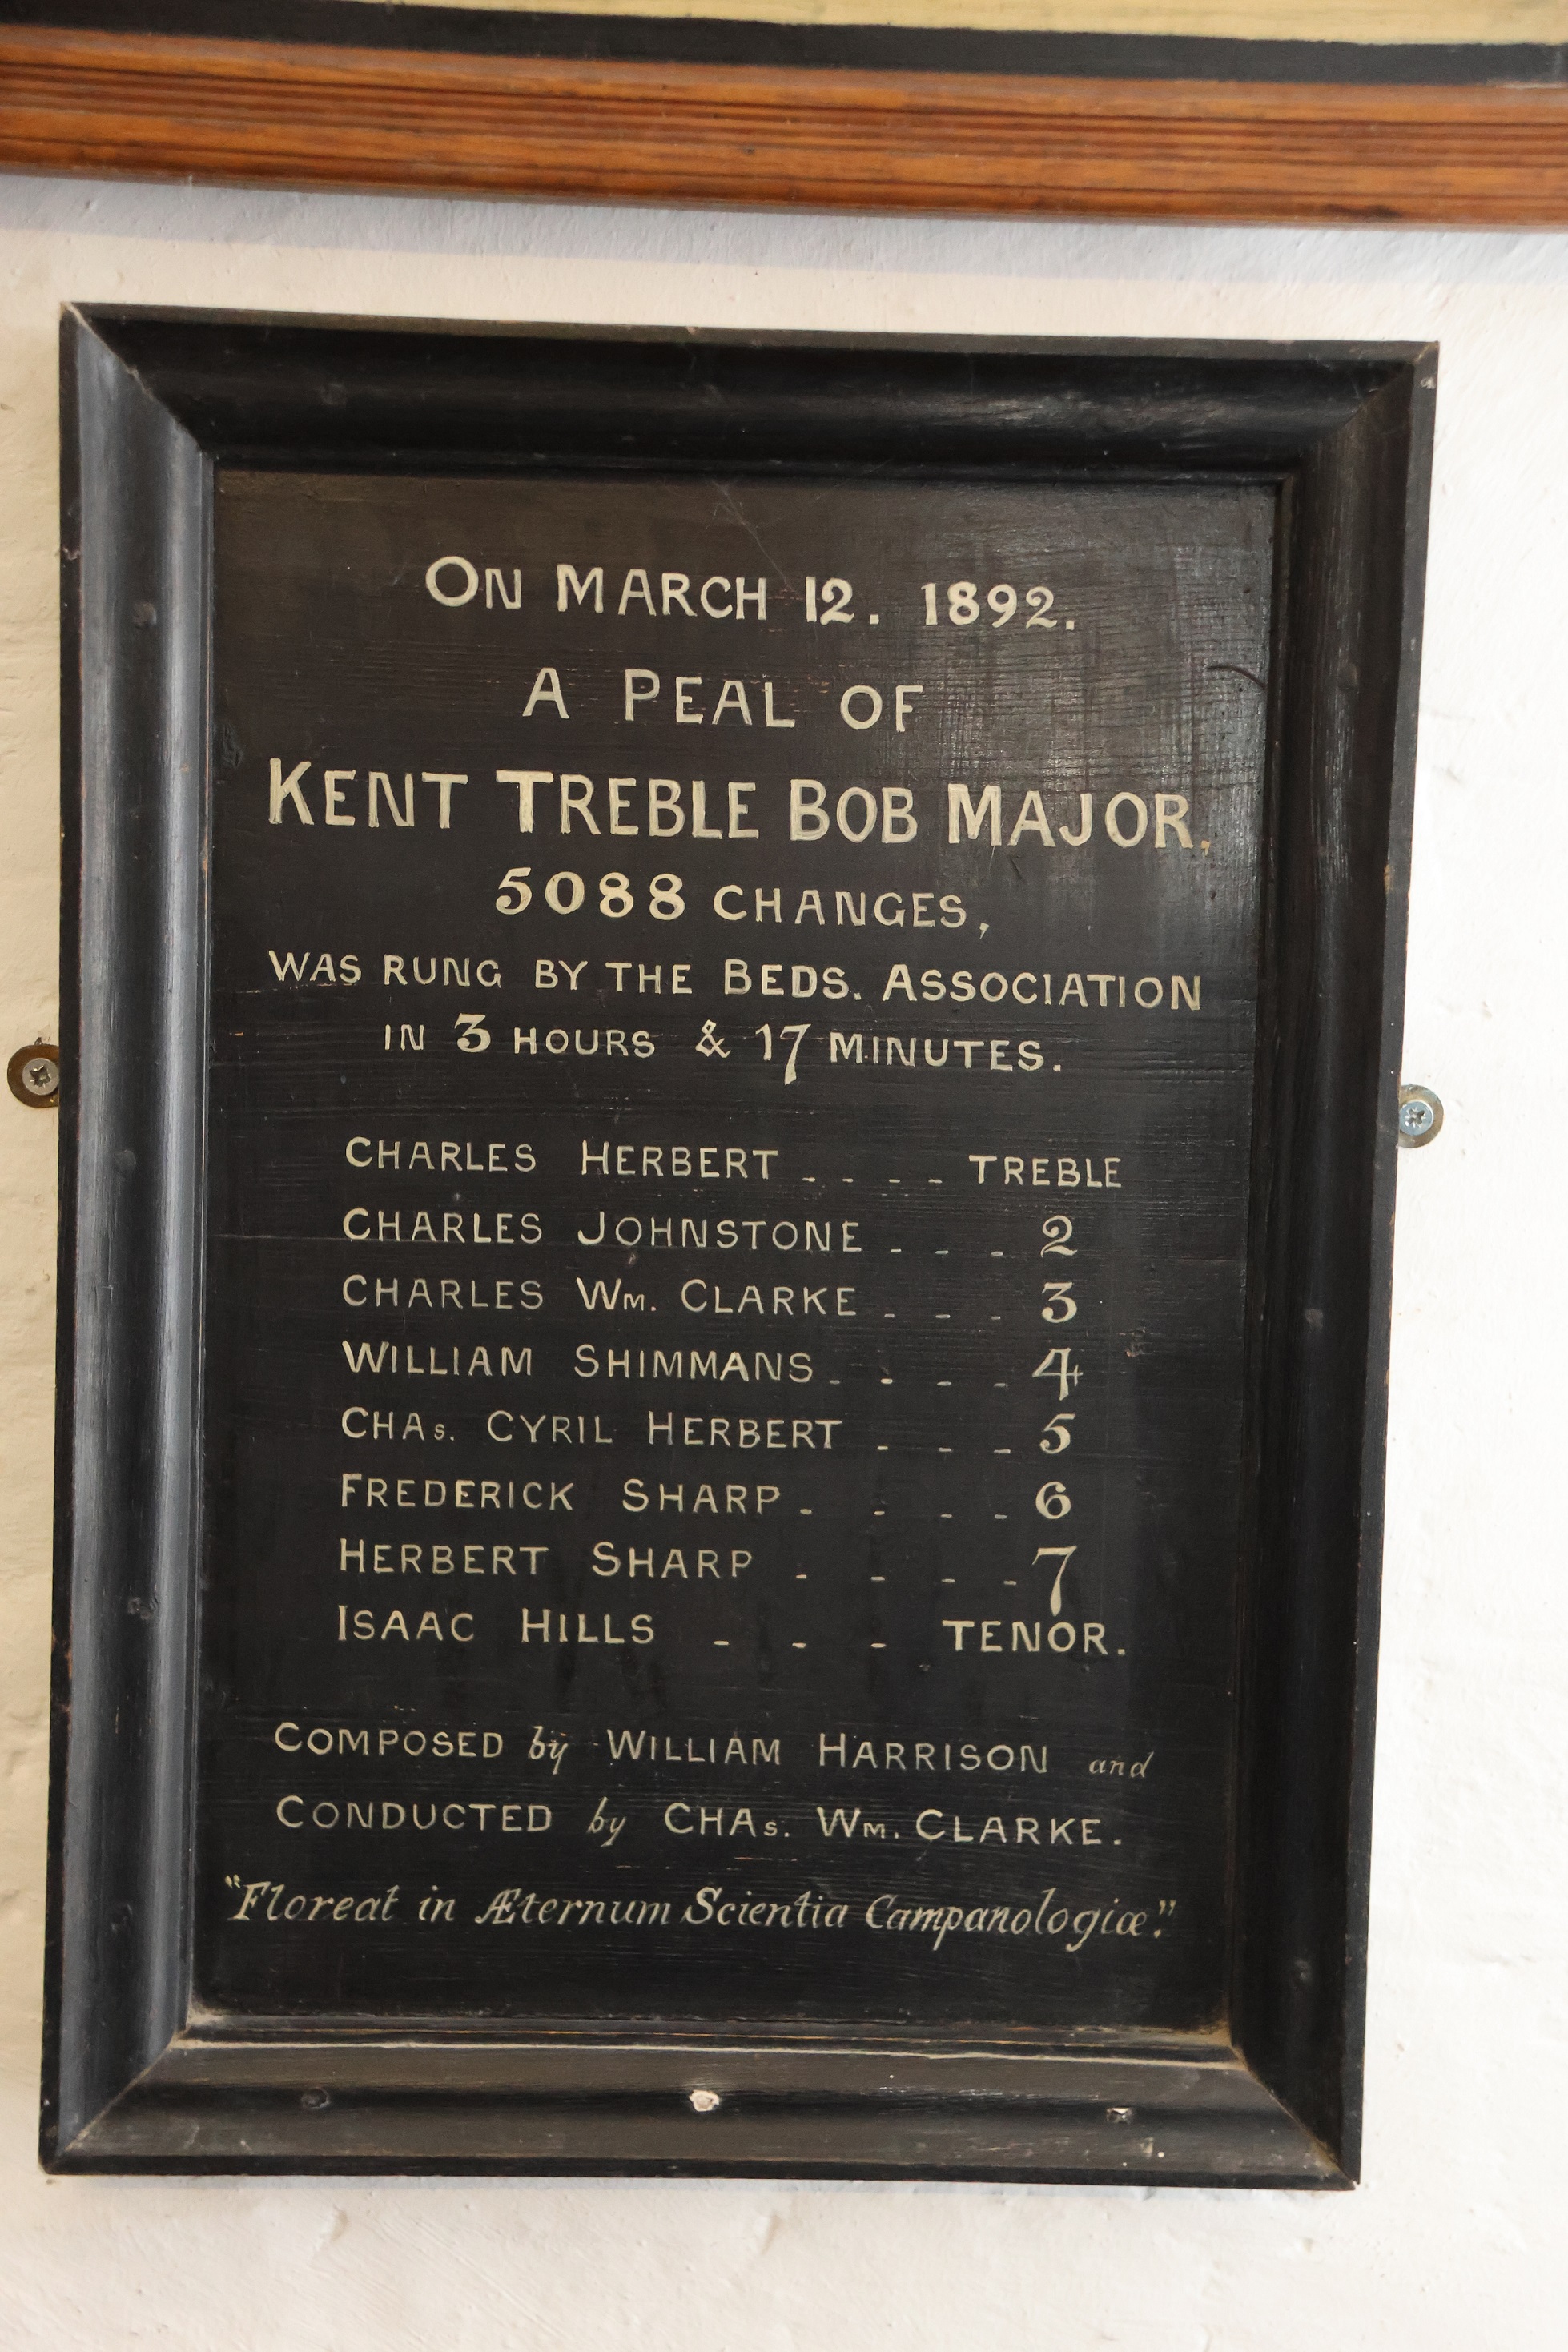 ON MARCH 12. 1892.
A PEAL OF
KENT TREBLE BOB MAJOR,
5088 CHANGES,
WAS RUNG BY THE BEDS. ASSOCIATION
IN 3 HOURS & 17 MINUTES.
CHARLES HERBERT . . . . TREBLE
CHARLES JOHNSTONE . . . 2
CHARLES WM. CLARKE . . . 3
WILLIAM SHIMMANS . . . . 4
CHAS. CYRIL HERBERT . . . 5
FREDERICK SHARP . . . . 6
HERBERT SHARP . . . . 7
ISAAC HILLS . . . TENOR.
COMPOSED by WILLIAM HARRISON and
CONDUCTED by CHAS. WM. CLARKE.
"Floreat in Æternum Scientia Campanologiæ."